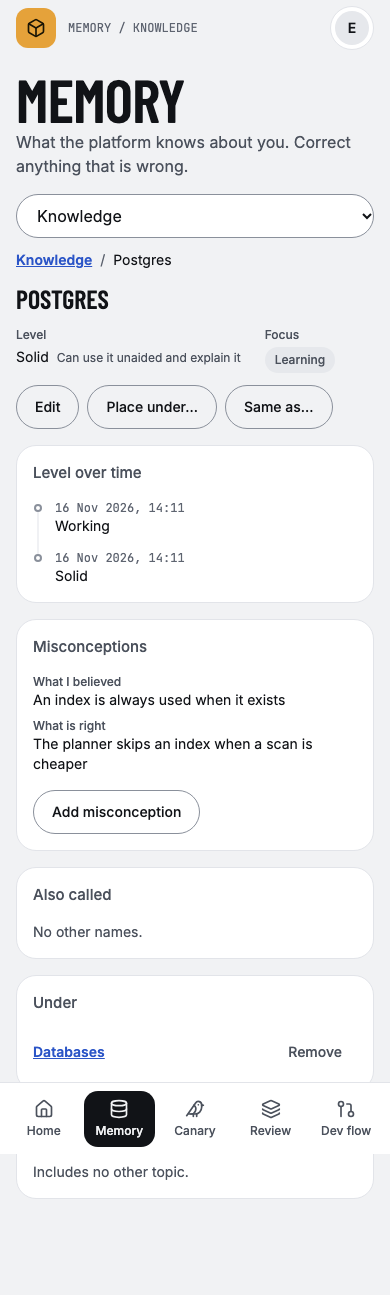 MEMORY / KNOWLEDGE
E
MEMORY
What the platform knows about you. Correct
anything that is wrong.
Knowledge
Knowledge / Postgres
POSTGRES
Level
Focus
Solid Can use it unaided and explain it
Learning
Edit
Place under...
Same as...
Level over time
16 Nov 2026, 14:11
Working
16 Nov 2026, 14:11
Solid
Misconceptions
What I believed
An index is always used when it exists
What is right
The planner skips an index when a scan is
cheaper
Add misconception
Also called
No other names.
Under
Databases
Remove
Home
Memory
Canary
Review
Dev flow
Includes no other topic.